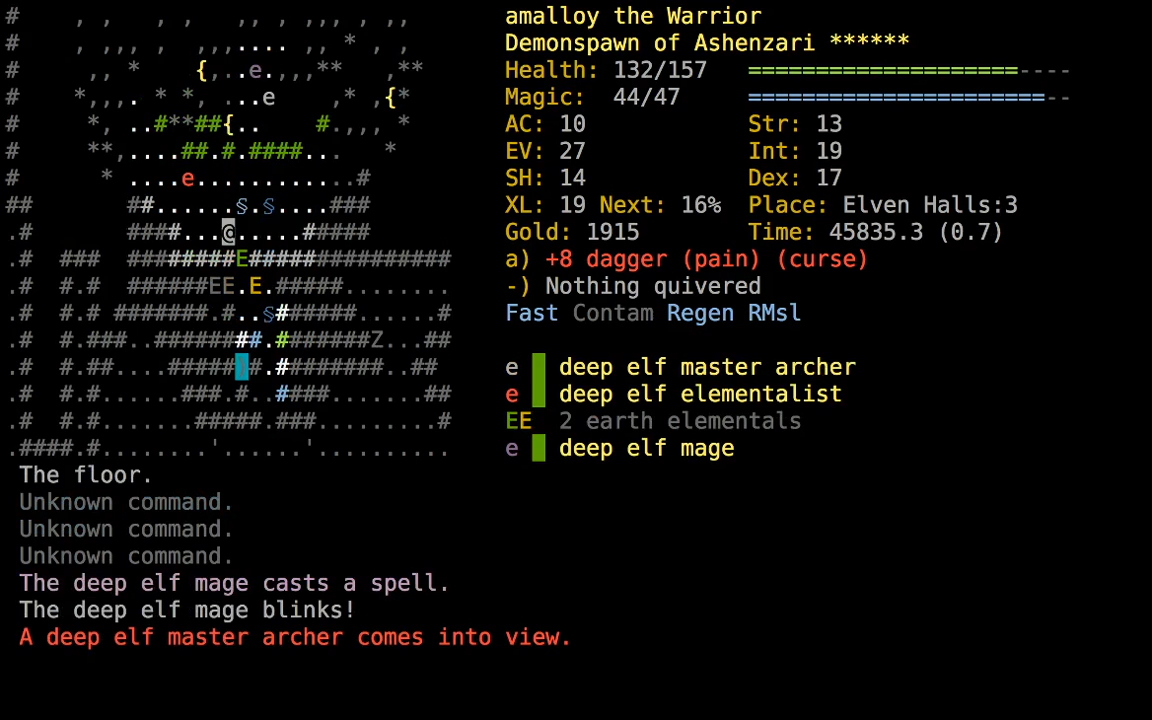 amalloy the Warrior
Demonspawn of Ashenzari ******
Health: 132/157 ===================----
Magic: 44/47 =====================--
AC: 10 Str: 13
EV: 27 Int: 19
SH: 14 Dex: 17
XL: 19 Next: 16% Place: Elven Halls:3
Gold: 1915 Time: 45835.3 (0.7)
a) +8 dagger (pain) (curse)
-) Nothing quivered
Fast Contam Regen RMsl
e deep elf master archer
e deep elf elementalist
EE 2 earth elementals
e deep elf mage
The floor.
Unknown command.
Unknown command.
Unknown command.
The deep elf mage casts a spell.
The deep elf mage blinks!
A deep elf master archer comes into view.